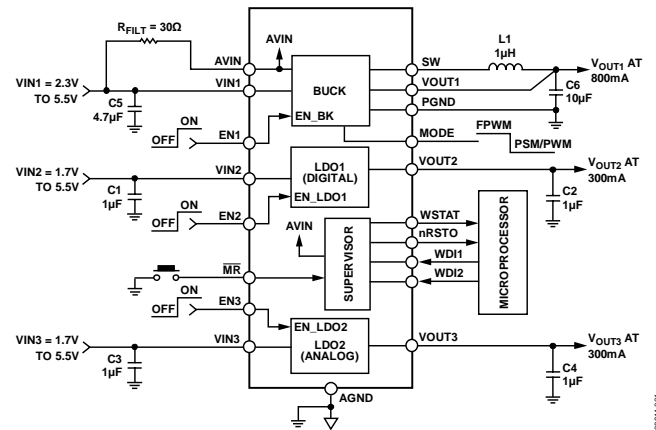 RFILT = 30Ω
AVIN
AVIN
VIN1 = 2.3V
TO 5.5V
VIN1
C5
4.7µF
BUCK
EN_BK
SW
L1
1µH
VOUT1
PGND
MODE
VOUT1 AT
800mA
C6
10µF
FPWM
PSM/PWM
OFF
ON
EN1
VIN2 = 1.7V
TO 5.5V
VIN2
C1
1µF
LDO1
(DIGITAL)
EN_LDO1
VOUT2
VOUT2 AT
300mA
C2
1µF
OFF
ON
EN2
AVIN
SUPERVISOR
WSTAT
nRSTO
WDI1
WDI2
MICROPROCESSOR
MR
OFF
ON
EN3
VIN3 = 1.7V
TO 5.5V
VIN3
C3
1µF
EN_LDO2
LDO2
(ANALOG)
VOUT3
VOUT3 AT
300mA
C4
1µF
AGND